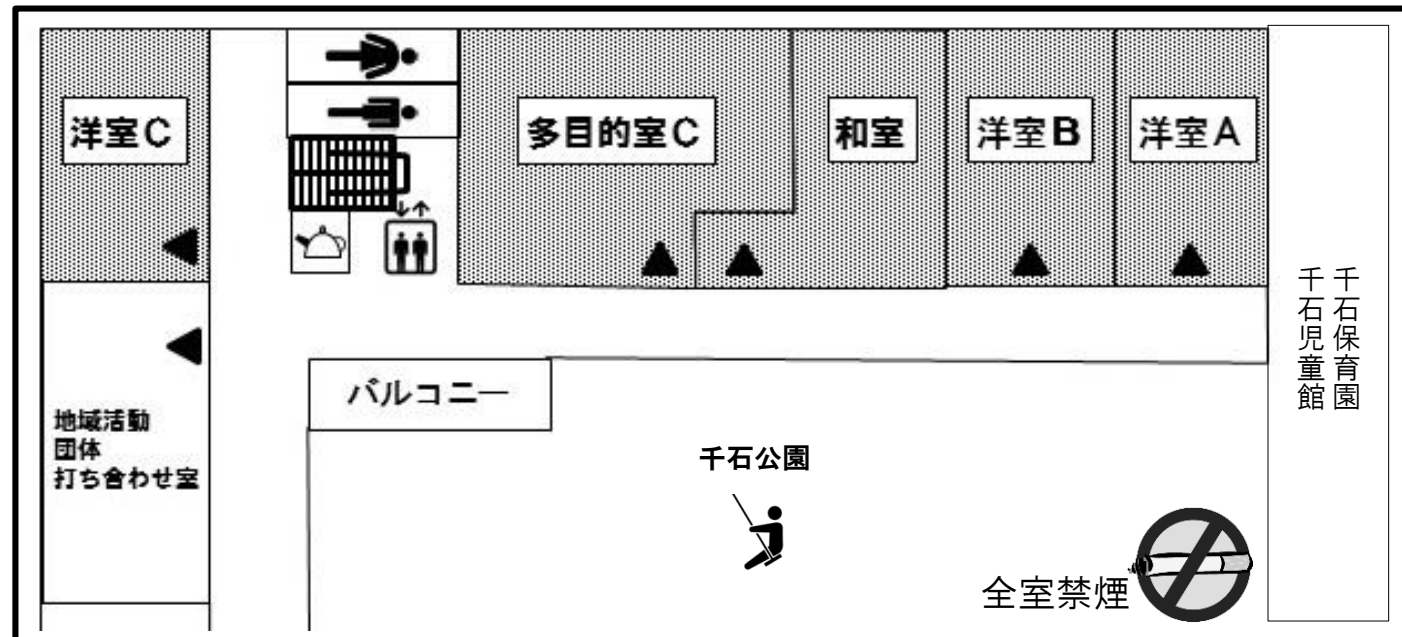 洋室C
多目的室C
和室
洋室B
洋室A
千石保育園
千石児童館
バルコニー
地域活動
団体
打ち合わせ室
千石公園
全室禁煙